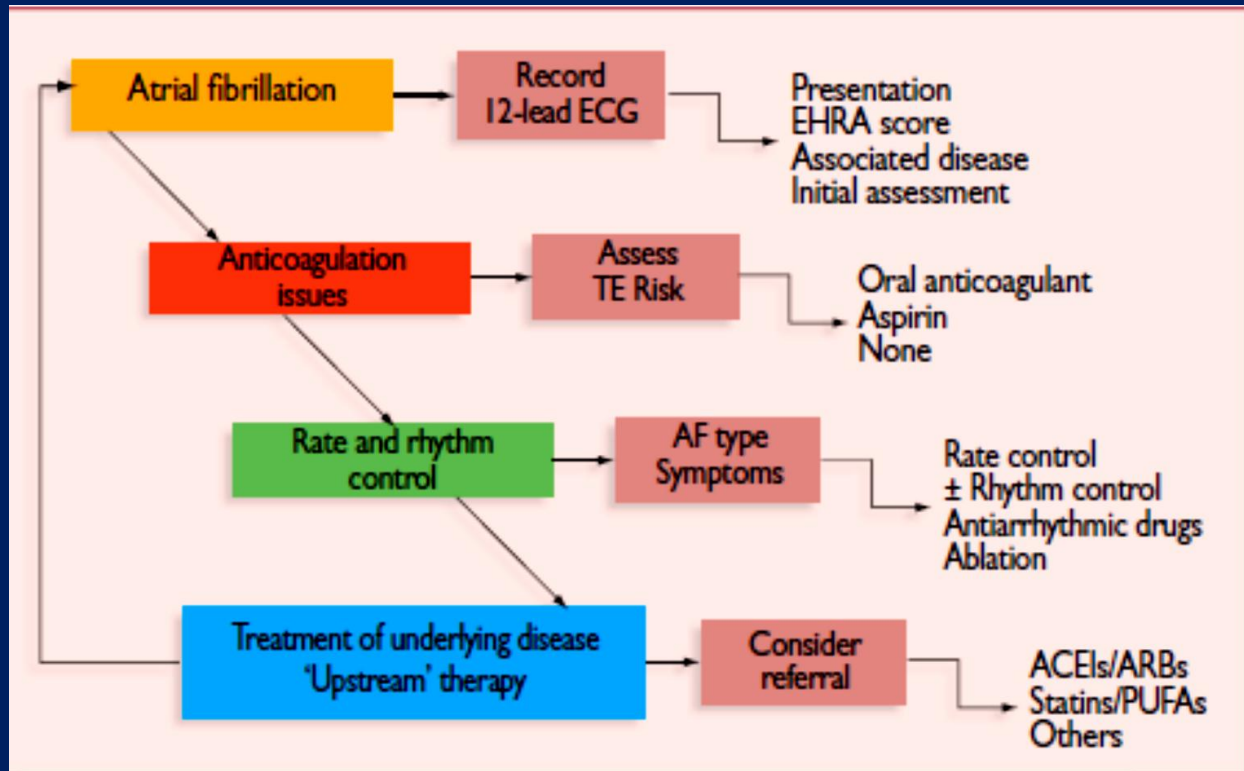 Atrial fibrillation
Record
12-lead ECG
Presentation
EHRA score
Associated disease
Initial assessment
Anticoagulation
issues
Assess
TE Risk
Oral anticoagulant
Aspirin
None
Rate and rhythm
control
AF type
Symptoms
Rate control
± Rhythm control
Antiarrhythmic drugs
Ablation
Treatment of underlying disease
‘Upstream’ therapy
Consider
referral
ACEIs/ARBs
Statins/PUFAs
Others